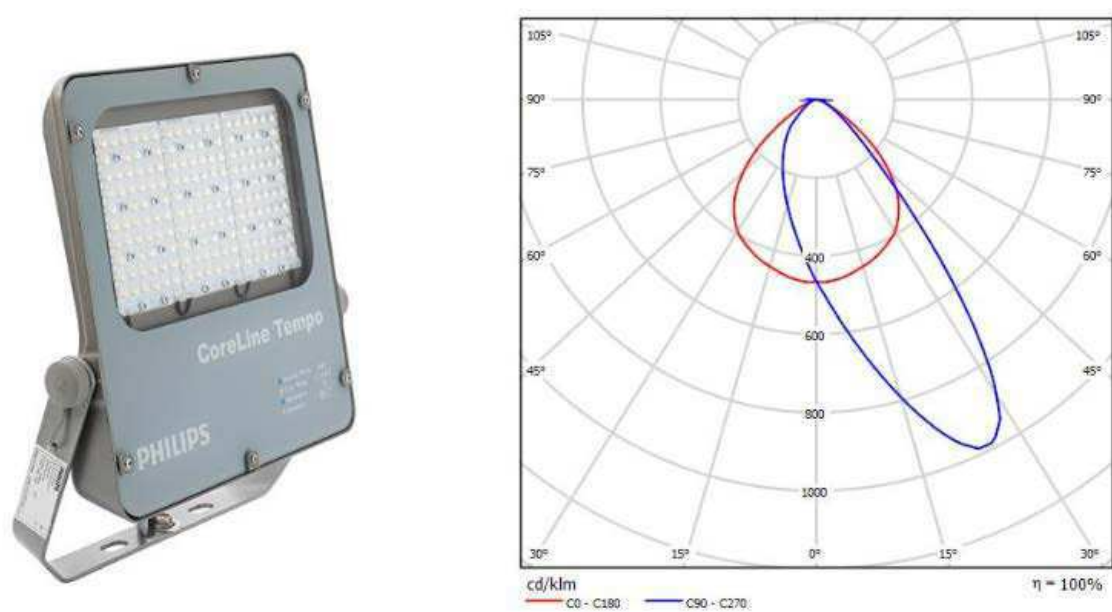 CoreLine Tempo
PHILIPS
105° 105°
90° 90°
75° 75°
60° 60°
45° 45°
400
600
800
1000
30° 15° 0° 15° 30°
cd/klm η = 100%
C0 - C180 C90 - C270